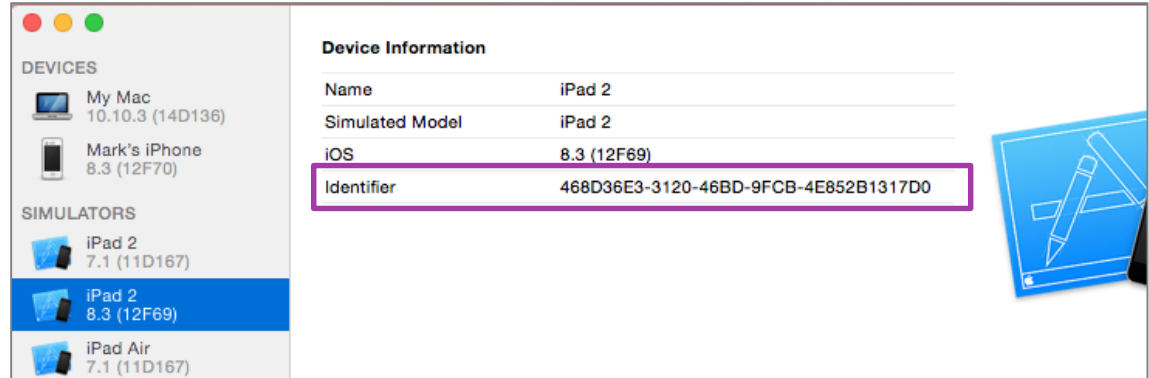 DEVICES
My Mac
10.10.3 (14D136)
Mark's iPhone
8.3 (12F70)
SIMULATORS
iPad 2
7.1 (11D167)
iPad 2
8.3 (12F69)
iPad Air
7.1 (11D167)
Device Information
Name iPad 2
Simulated Model iPad 2
iOS 8.3 (12F69)
Identifier 468D36E3-3120-46BD-9FCB-4E852B1317D0